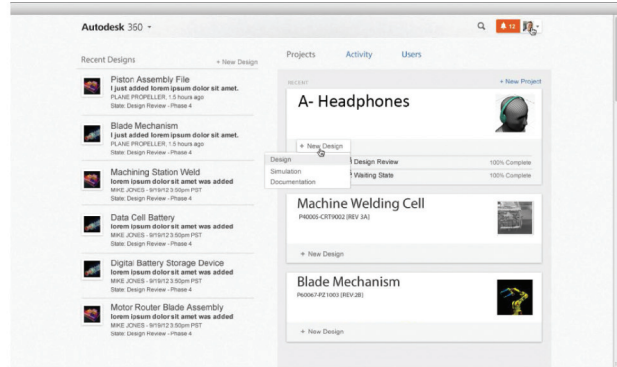 Autodesk 360
12
Recent Designs
+ New Design
Piston Assembly File
I just added lorem ipsum dolor sit amet.
PLANE PROPELLER, 1.5 hours ago
State: Design Review - Phase 4
Blade Mechanism
I just added lorem ipsum dolor sit amet.
PLANE PROPELLER, 1.5 hours ago
State: Design Review - Phase 4
Machining Station Weld
lorem ipsum dolor sit amet was added
MIKE JONES - 9/19/12 3:50pm PST
State: Design Review - Phase 4
Data Cell Battery
lorem ipsum dolor sit amet was added
MIKE JONES - 9/19/12 3:50pm PST
State: Design Review - Phase 4
Digital Battery Storage Device
lorem ipsum dolor sit amet was added
MIKE JONES - 9/19/12 3:50pm PST
State: Design Review - Phase 4
Motor Router Blade Assembly
lorem ipsum dolor sit amet was added
MIKE JONES - 9/19/12 3:50pm PST
State: Design Review - Phase 4
Projects Activity Users
RECENT
+ New Project
A- Headphones
+ New Design
Design
Simulation
Documentation
Design Review 100% Complete
Waiting State 100% Complete
Machine Welding Cell
P40005-CRT9002 [REV 3A]
+ New Design
Blade Mechanism
P60067-PZ1003 [REV:2B]
+ New Design